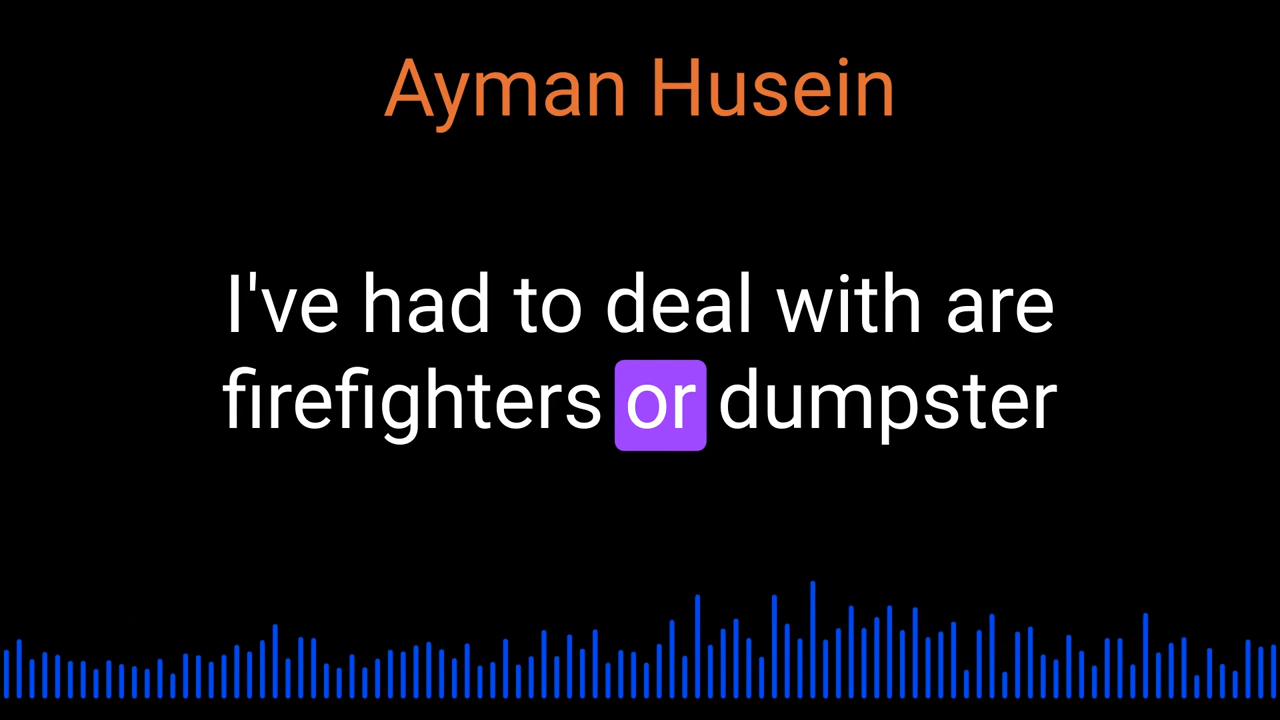 Ayman Husein
I've had to deal with are
firefighters or dumpster